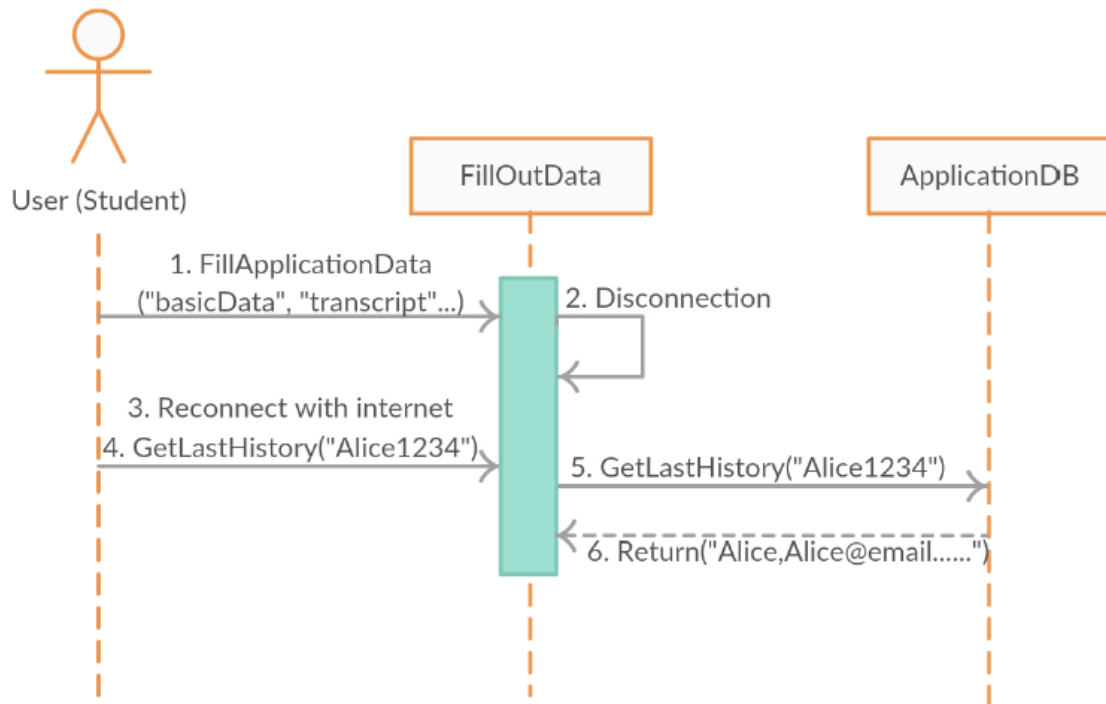 User (Student)
FillOutData
ApplicationDB
1. FillApplicationData
("basicData", "transcript"...)
2. Disconnection
3. Reconnect with internet
4. GetLastHistory("Alice1234")
5. GetLastHistory("Alice1234")
6. Return("Alice,Alice@email......")